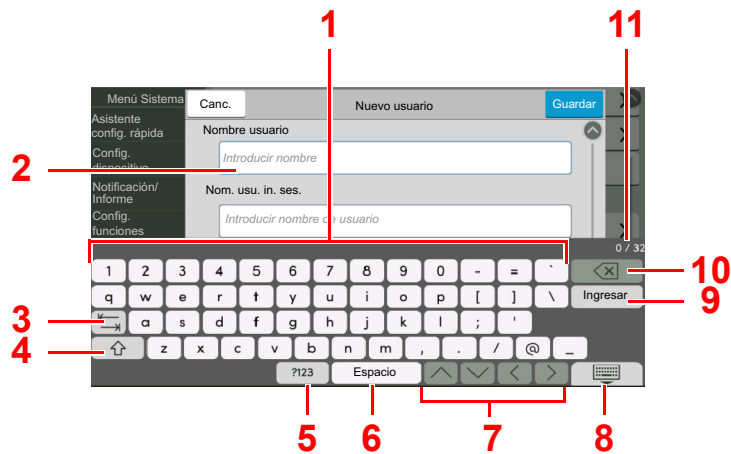 1
11
Menú Sistema
Canc.
Nuevo usuario
Guardar
Asistente
config. rápida
Nombre usuario
2
Config.
dispositivo
Introducir nombre
Notificación/
Informe
Nom. usu. in. ses.
Config.
funciones
Introducir nombre de usuario
0 / 32
1 2 3 4 5 6 7 8 9 0 - = `
10
q w e r t y u i o p [ ] \ Ingresar
9
3
a s d f g h j k l ; '
4
z x c v b n m , . / @ _
?123 Espacio
5 6 7 8